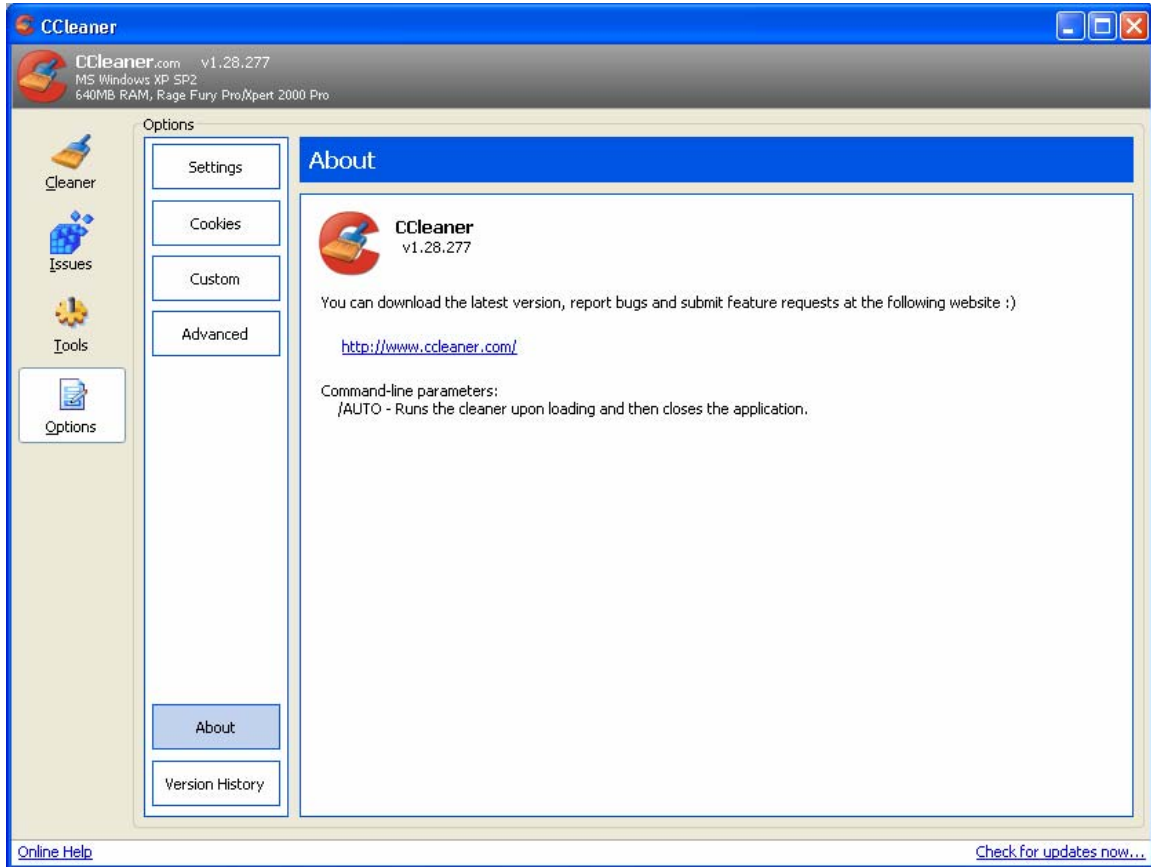 CCleaner
CCleaner.com v1.28.277
MS Windows XP SP2
640MB RAM, Rage Fury Pro/Xpert 2000 Pro
Cleaner
Issues
Tools
Options
Options
Settings
Cookies
Custom
Advanced
About
Version History
About
CCleaner
v1.28.277
You can download the latest version, report bugs and submit feature requests at the following website :)
http://www.ccleaner.com/
Command-line parameters:
/AUTO - Runs the cleaner upon loading and then closes the application.
Online Help
Check for updates now...